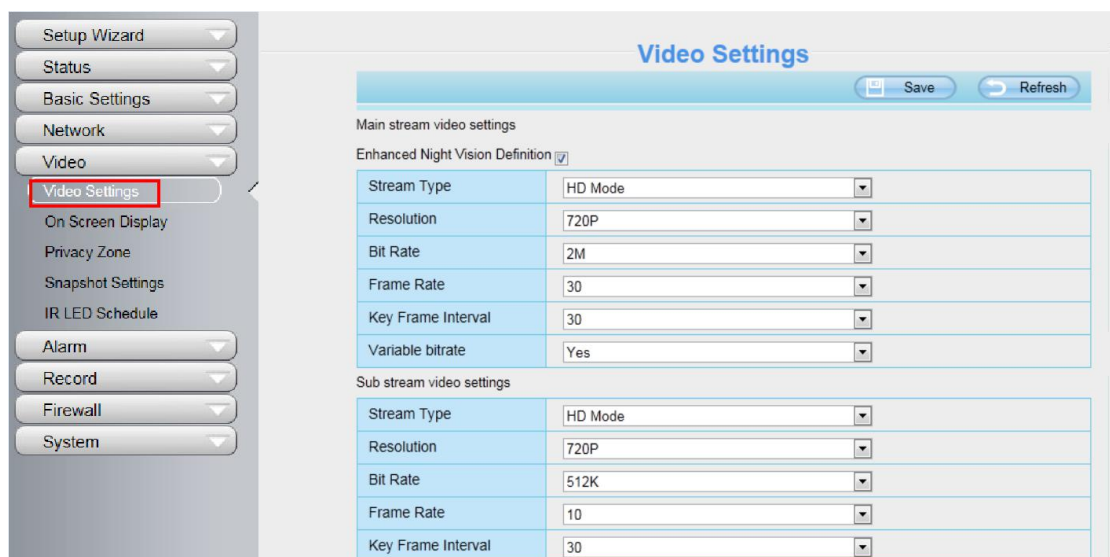 Setup Wizard
Status
Basic Settings
Network
Video
Video Settings
On Screen Display
Privacy Zone
Snapshot Settings
IR LED Schedule
Alarm
Record
Firewall
System
Video Settings
Save Refresh
Main stream video settings
Enhanced Night Vision Definition
Stream Type HD Mode
Resolution 720P
Bit Rate 2M
Frame Rate 30
Key Frame Interval 30
Variable bitrate Yes
Sub stream video settings
Stream Type HD Mode
Resolution 720P
Bit Rate 512K
Frame Rate 10
Key Frame Interval 30